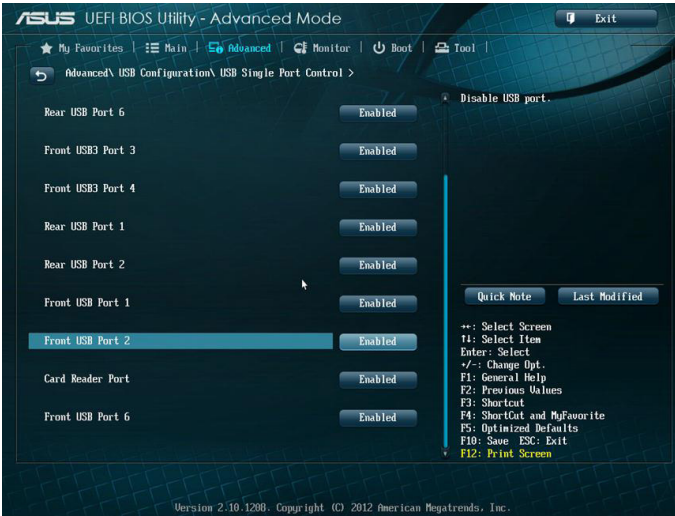 ASUS UEFI BIOS Utility - Advanced Mode
Exit
My Favorites | Main | Advanced | Monitor | Boot | Tool |
Advanced\ USB Configuration\ USB Single Port Control >
Disable USB port.
Rear USB Port 6 Enabled
Front USB3 Port 3 Enabled
Front USB3 Port 4 Enabled
Rear USB Port 1 Enabled
Rear USB Port 2 Enabled
Front USB Port 1 Enabled
Front USB Port 2 Enabled
Card Reader Port Enabled
Front USB Port 6 Enabled
Quick Note Last Modified
→←: Select Screen
↑↓: Select Item
Enter: Select
+/-: Change Opt.
F1: General Help
F2: Previous Values
F3: Shortcut
F4: ShortCut and MyFavorite
F5: Optimized Defaults
F10: Save ESC: Exit
F12: Print Screen
Version 2.10.1208. Copyright (C) 2012 American Megatrends, Inc.